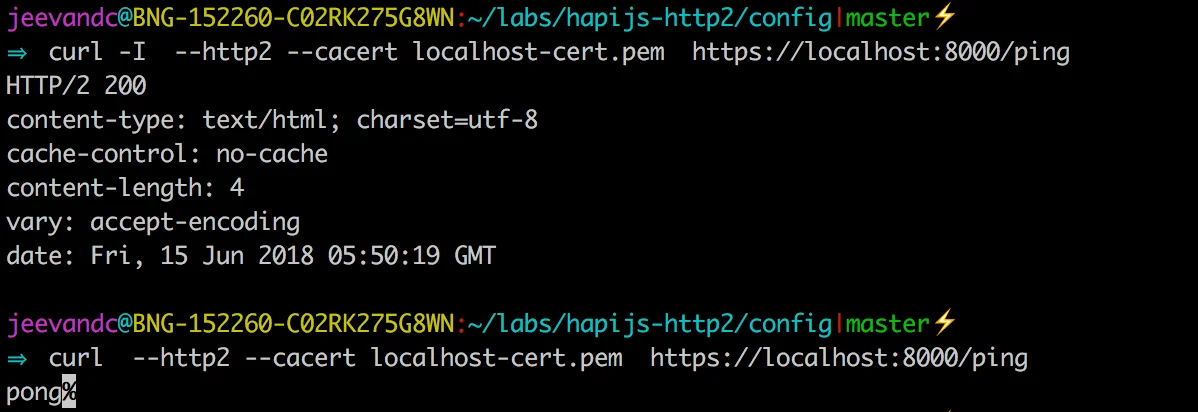 jeevandc@BNG-152260-C02RK275G8WN:~/labs/hapijs-http2/config|master⚡
⇒  curl -I  --http2 --cacert localhost-cert.pem  https://localhost:8000/ping
HTTP/2 200
content-type: text/html; charset=utf-8
cache-control: no-cache
content-length: 4
vary: accept-encoding
date: Fri, 15 Jun 2018 05:50:19 GMT
jeevandc@BNG-152260-C02RK275G8WN:~/labs/hapijs-http2/config|master⚡
⇒  curl  --http2 --cacert localhost-cert.pem  https://localhost:8000/ping
pong%